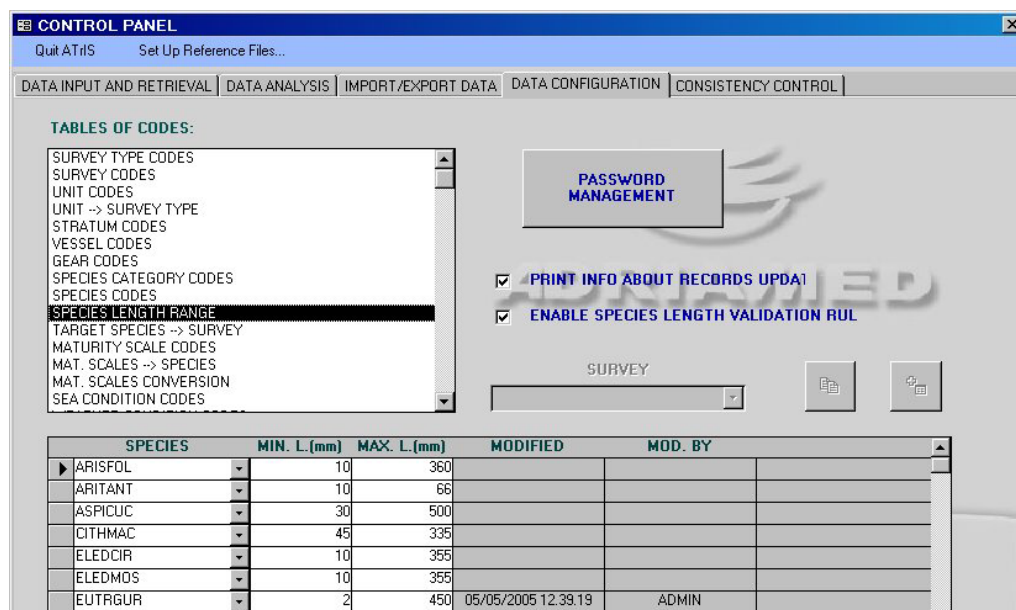 CONTROL PANEL
Quit ATrIS Set Up Reference Files...
DATA INPUT AND RETRIEVAL DATA ANALYSIS IMPORT/EXPORT DATA DATA CONFIGURATION CONSISTENCY CONTROL
TABLES OF CODES:
SURVEY TYPE CODES
SURVEY CODES
UNIT CODES
UNIT --> SURVEY TYPE
STRATUM CODES
VESSEL CODES
GEAR CODES
SPECIES CATEGORY CODES
SPECIES CODES
SPECIES LENGTH RANGE
TARGET SPECIES --> SURVEY
MATURITY SCALE CODES
MAT. SCALES --> SPECIES
MAT. SCALES CONVERSION
SEA CONDITION CODES
PASSWORD
MANAGEMENT
ADRIAMED
PRINT INFO ABOUT RECORDS UPDAT
ENABLE SPECIES LENGTH VALIDATION RUL
SURVEY
SPECIES MIN. L.(mm) MAX. L.(mm) MODIFIED MOD. BY
ARISFOL 10 360
ARITANT 10 66
ASPICUC 30 500
CITHMAC 45 335
ELEDCIR 10 355
ELEDMOS 10 355
EUTRGUR 2 450 05/05/2005 12.39.19 ADMIN